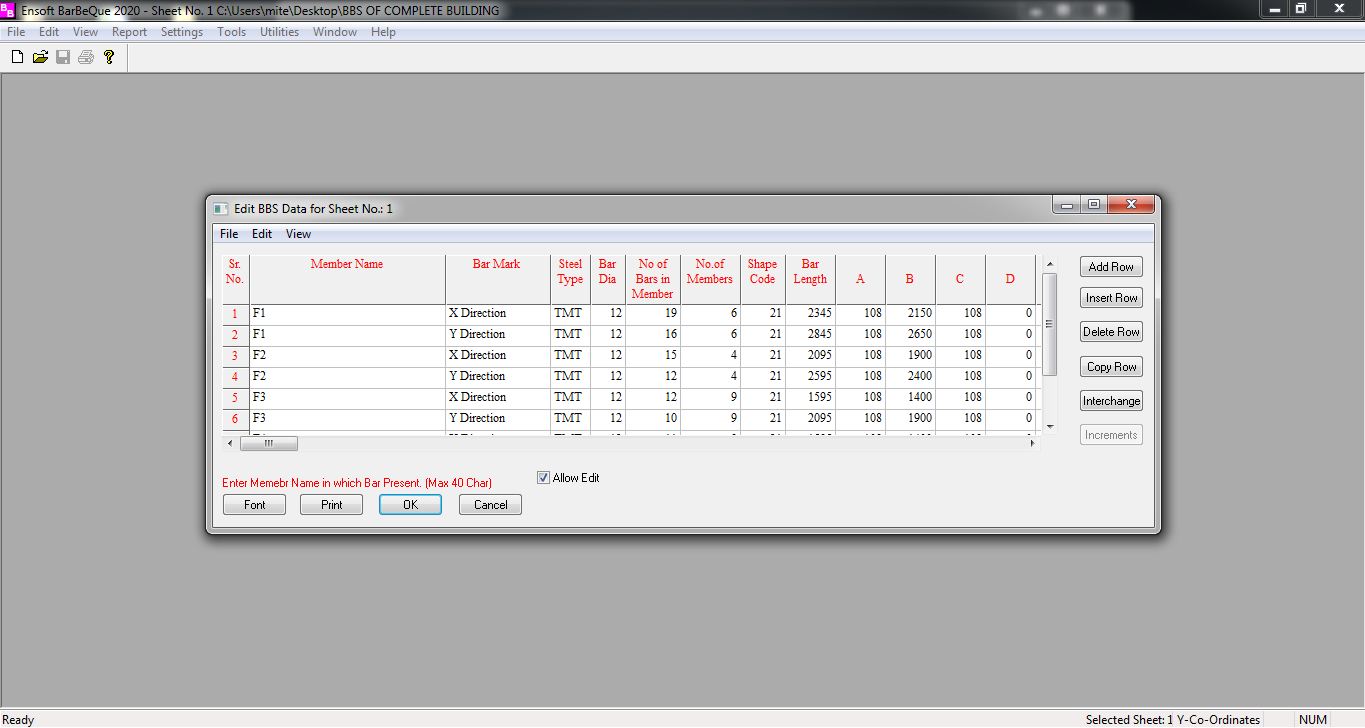 Ensoft BarBeQue 2020 - Sheet No. 1 C:\Users\mite\Desktop\BBS OF COMPLETE BUILDING
File Edit View Report Settings Tools Utilities Window Help
Edit BBS Data for Sheet No.: 1
File Edit View
Sr. No. Member Name Bar Mark Steel Type Bar Dia No of Bars in Member No.of Members Shape Code Bar Length A B C D
1 F1 X Direction TMT 12 19 6 21 2345 108 2150 108 0
2 F1 Y Direction TMT 12 16 6 21 2845 108 2650 108 0
3 F2 X Direction TMT 12 15 4 21 2095 108 1900 108 0
4 F2 Y Direction TMT 12 12 4 21 2595 108 2400 108 0
5 F3 X Direction TMT 12 12 9 21 1595 108 1400 108 0
6 F3 Y Direction TMT 12 10 9 21 2095 108 1900 108 0
Add Row
Insert Row
Delete Row
Copy Row
Interchange
Increments
Enter Memebr Name in which Bar Present. (Max 40 Char)
Allow Edit
Font Print OK Cancel
Ready Selected Sheet: 1 Y-Co-Ordinates NUM